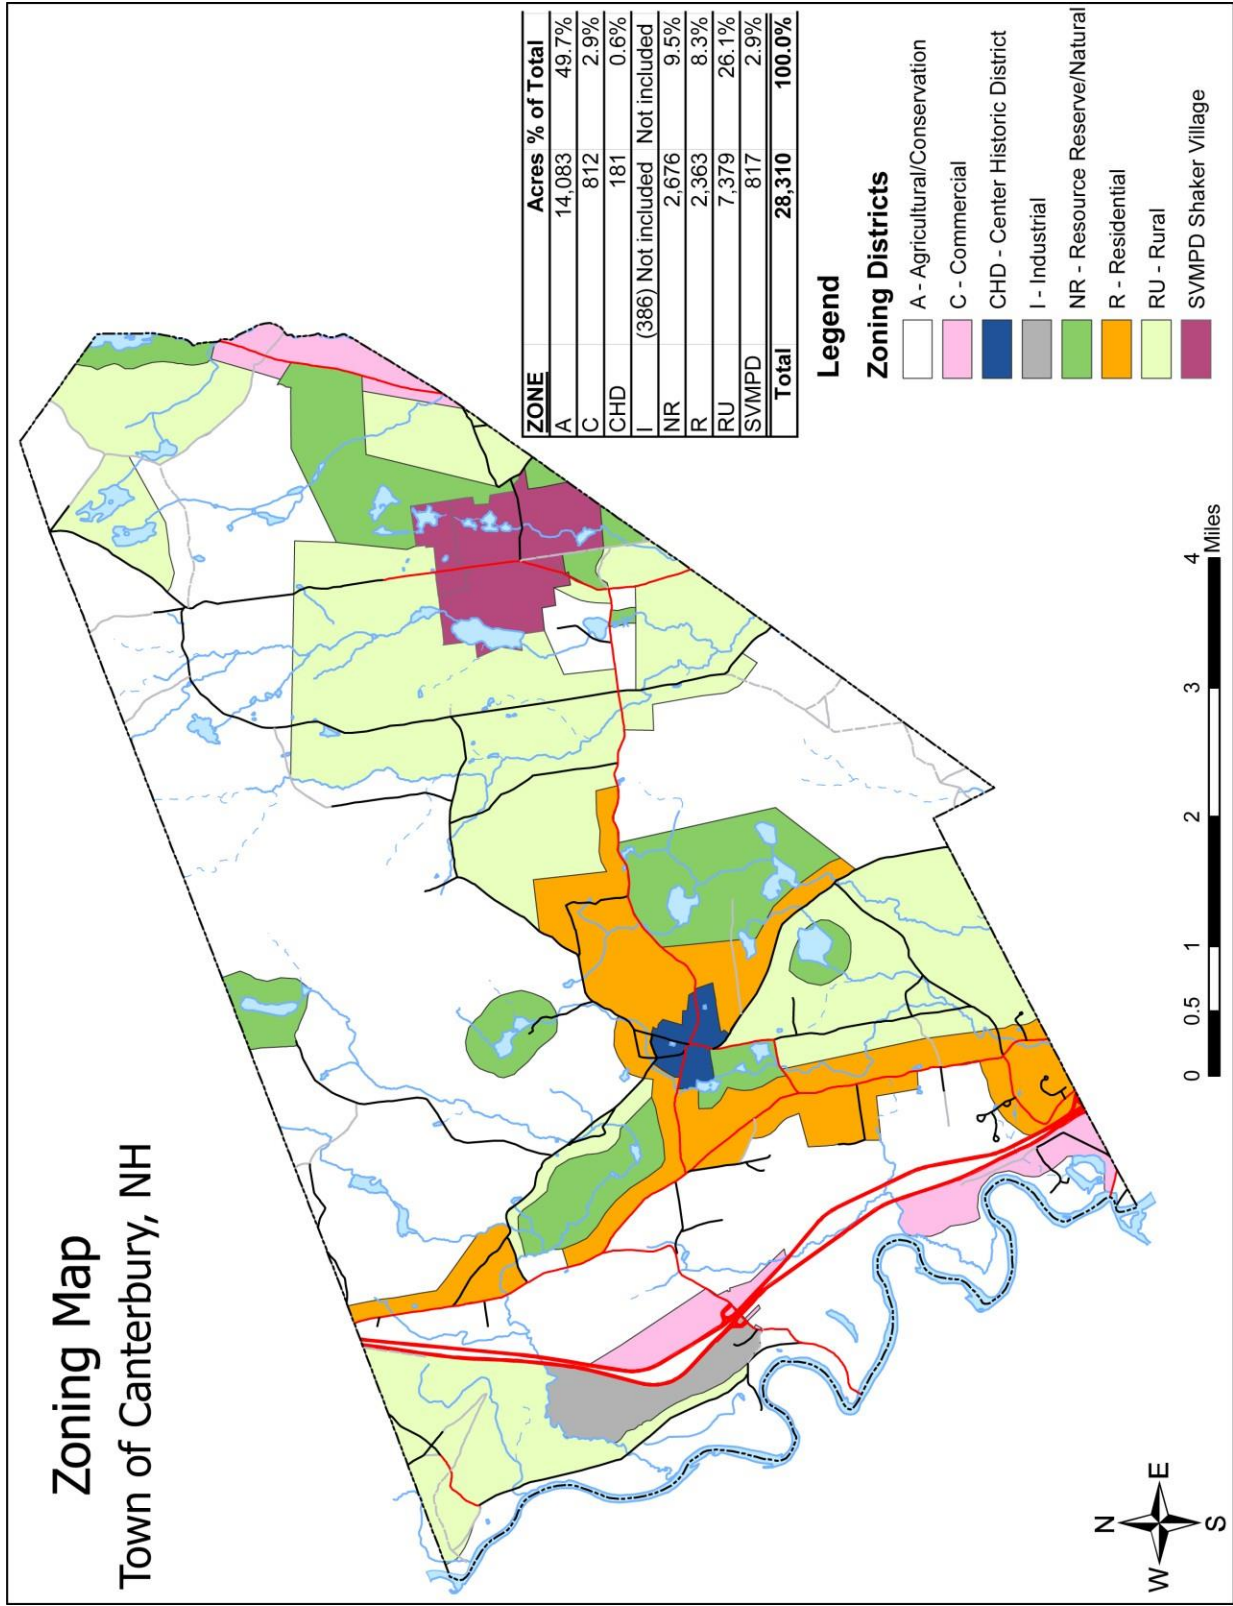 Zoning Map
Town of Canterbury, NH
ZONE Acres % of Total
A 14,083 49.7%
C 812 2.9%
CHD 181 0.6%
I (386) Not included Not included
NR 2,676 9.5%
R 2,363 8.3%
RU 7,379 26.1%
SVMPD 817 2.9%
Total 28,310 100.0%
Legend
Zoning Districts
A - Agricultural/Conservation
C - Commercial
CHD - Center Historic District
I - Industrial
NR - Resource Reserve/Natural
R - Residential
RU - Rural
SVMPD Shaker Village
N
W E
S
0 0.5 1 2 3 4
Miles